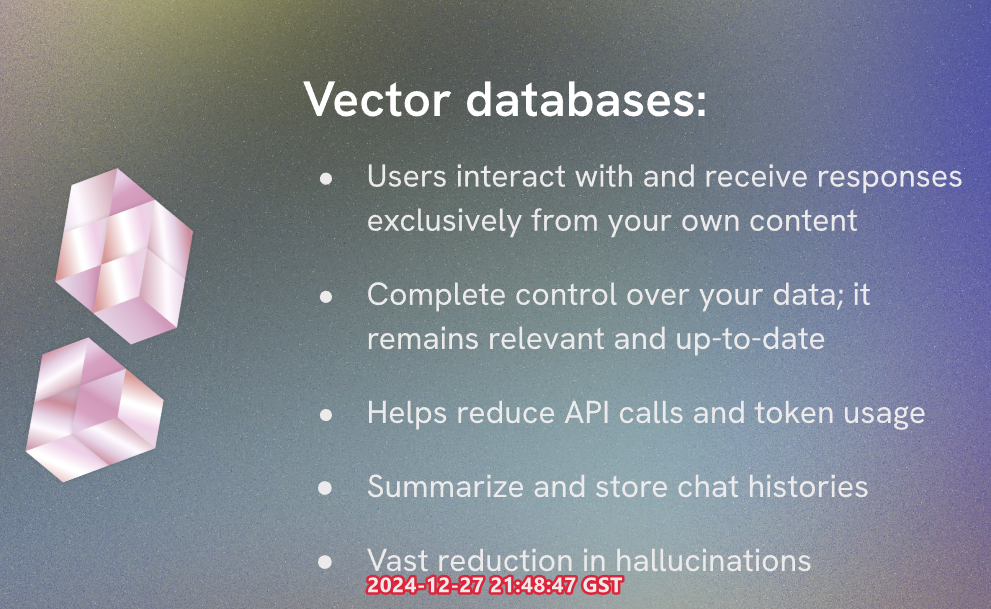 Vector databases:
● Users interact with and receive responses
exclusively from your own content
● Complete control over your data; it
remains relevant and up-to-date
● Helps reduce API calls and token usage
● Summarize and store chat histories
● Vast reduction in hallucinations
2024-12-27 21:48:47 GST